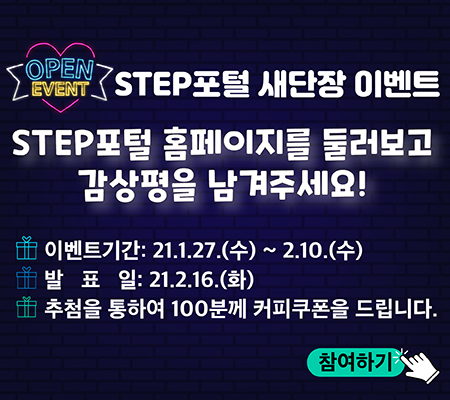 OPEN
EVENT
STEP포털 새단장 이벤트
STEP포털 홈페이지를 둘러보고
감상평을 남겨주세요!
이벤트기간: 21.1.27.(수) ~ 2.10.(수)
발 표 일: 21.2.16.(화)
추첨을 통하여 100분께 커피쿠폰을 드립니다.
참여하기